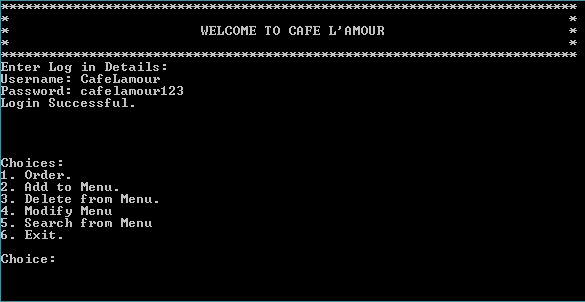 ************************************************************************
*                                                                      *
*                        WELCOME TO CAFE L'AMOUR                       *
*                                                                      *
************************************************************************
Enter Log in Details:
Username: CafeLamour
Password: cafelamour123
Login Successful.
Choices:
1. Order.
2. Add to Menu.
3. Delete from Menu.
4. Modify Menu
5. Search from Menu
6. Exit.
Choice: